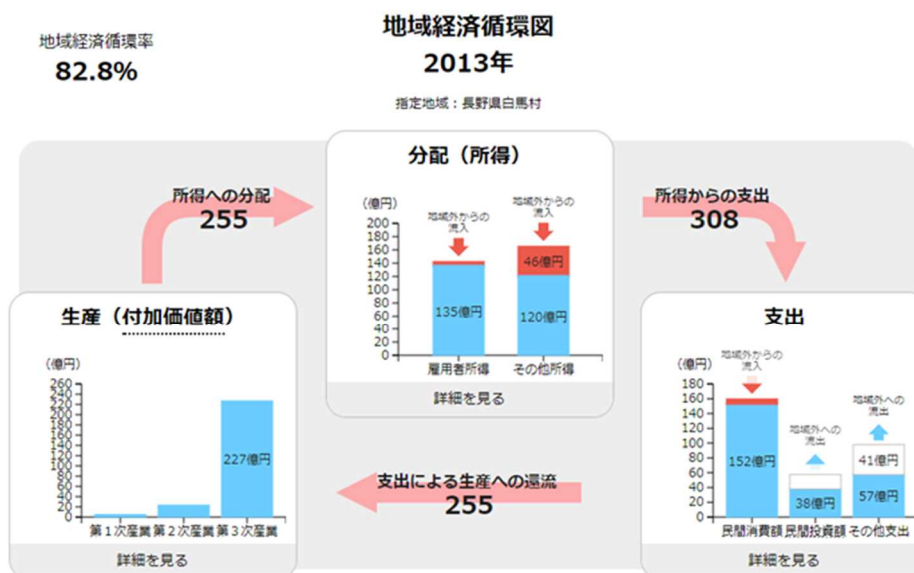 地域経済循環図
2013年
指定地域：長野県白馬村
地域経済循環率
82.8%
所得への分配
255
分配（所得）
（億円）
200
180
160
140
120
100
80
60
40
20
0
地域外からの
流入
地域外からの
流入
46億円
135億円
120億円
雇用者所得
その他所得
詳細を見る
所得からの支出
308
生産（付加価値額）
（億円）
260
240
220
200
180
160
140
120
100
80
60
40
20
0
227億円
第１次産業
第２次産業
第３次産業
詳細を見る
支出
（億円）
180
160
140
120
100
80
60
40
20
0
地域外からの
流入
地域外への
流出
地域外への
流出
152億円
38億円
41億円
57億円
民間消費額
民間投資額
その他支出
詳細を見る
支出による生産への還流
255